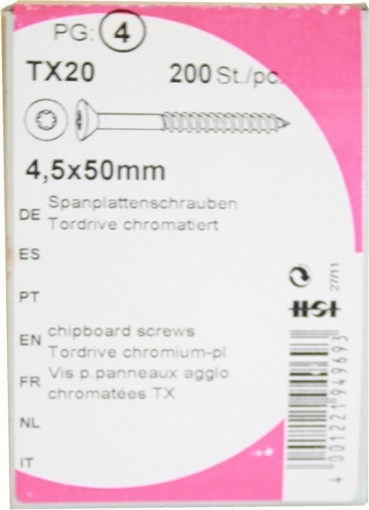 PG: 4
TX20 200 St./pc.
4,5x50mm
DE Spanplattenschrauben
Tordrive chromatiert
ES
PT
EN chipboard screws
Tordrive chromium-pl
FR Vis p.panneaux agglo
chromatées TX
NL
IT
27/11
HSI
4 001221 949693